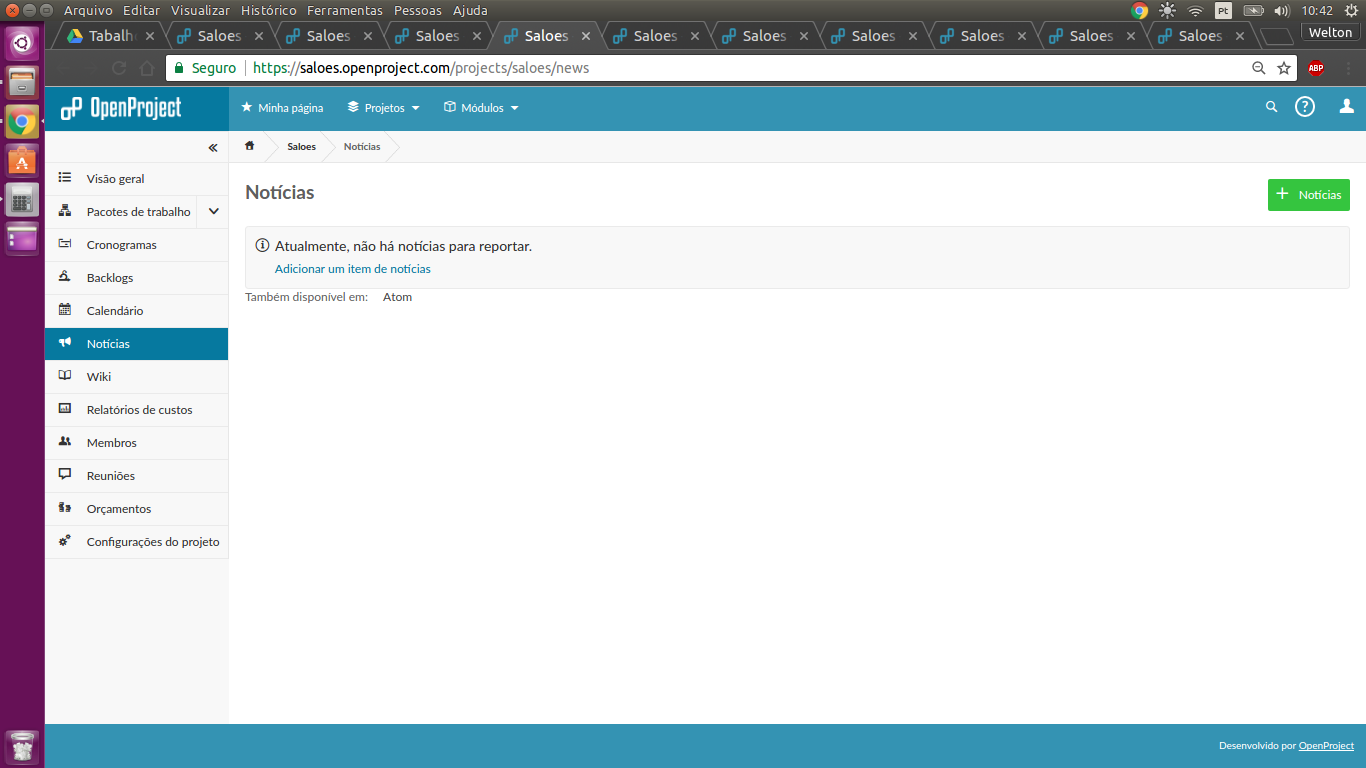 Arquivo Editar Visualizar Histórico Ferramentas Pessoas Ajuda Pt 10:42
Tabalh Saloes Saloes Saloes Saloes Saloes Saloes Saloes Saloes Saloes Saloes Welton
Seguro https://saloes.openproject.com/projects/saloes/news ABP
OpenProject Minha página Projetos Módulos ?
Saloes Notícias
Visão geral
Pacotes de trabalho
Cronogramas
Backlogs
Calendário
Notícias
Wiki
Relatórios de custos
Membros
Reuniões
Orçamentos
Configurações do projeto
Notícias
+ Notícias
Atualmente, não há notícias para reportar.
Adicionar um item de notícias
Também disponível em: Atom
Desenvolvido por OpenProject